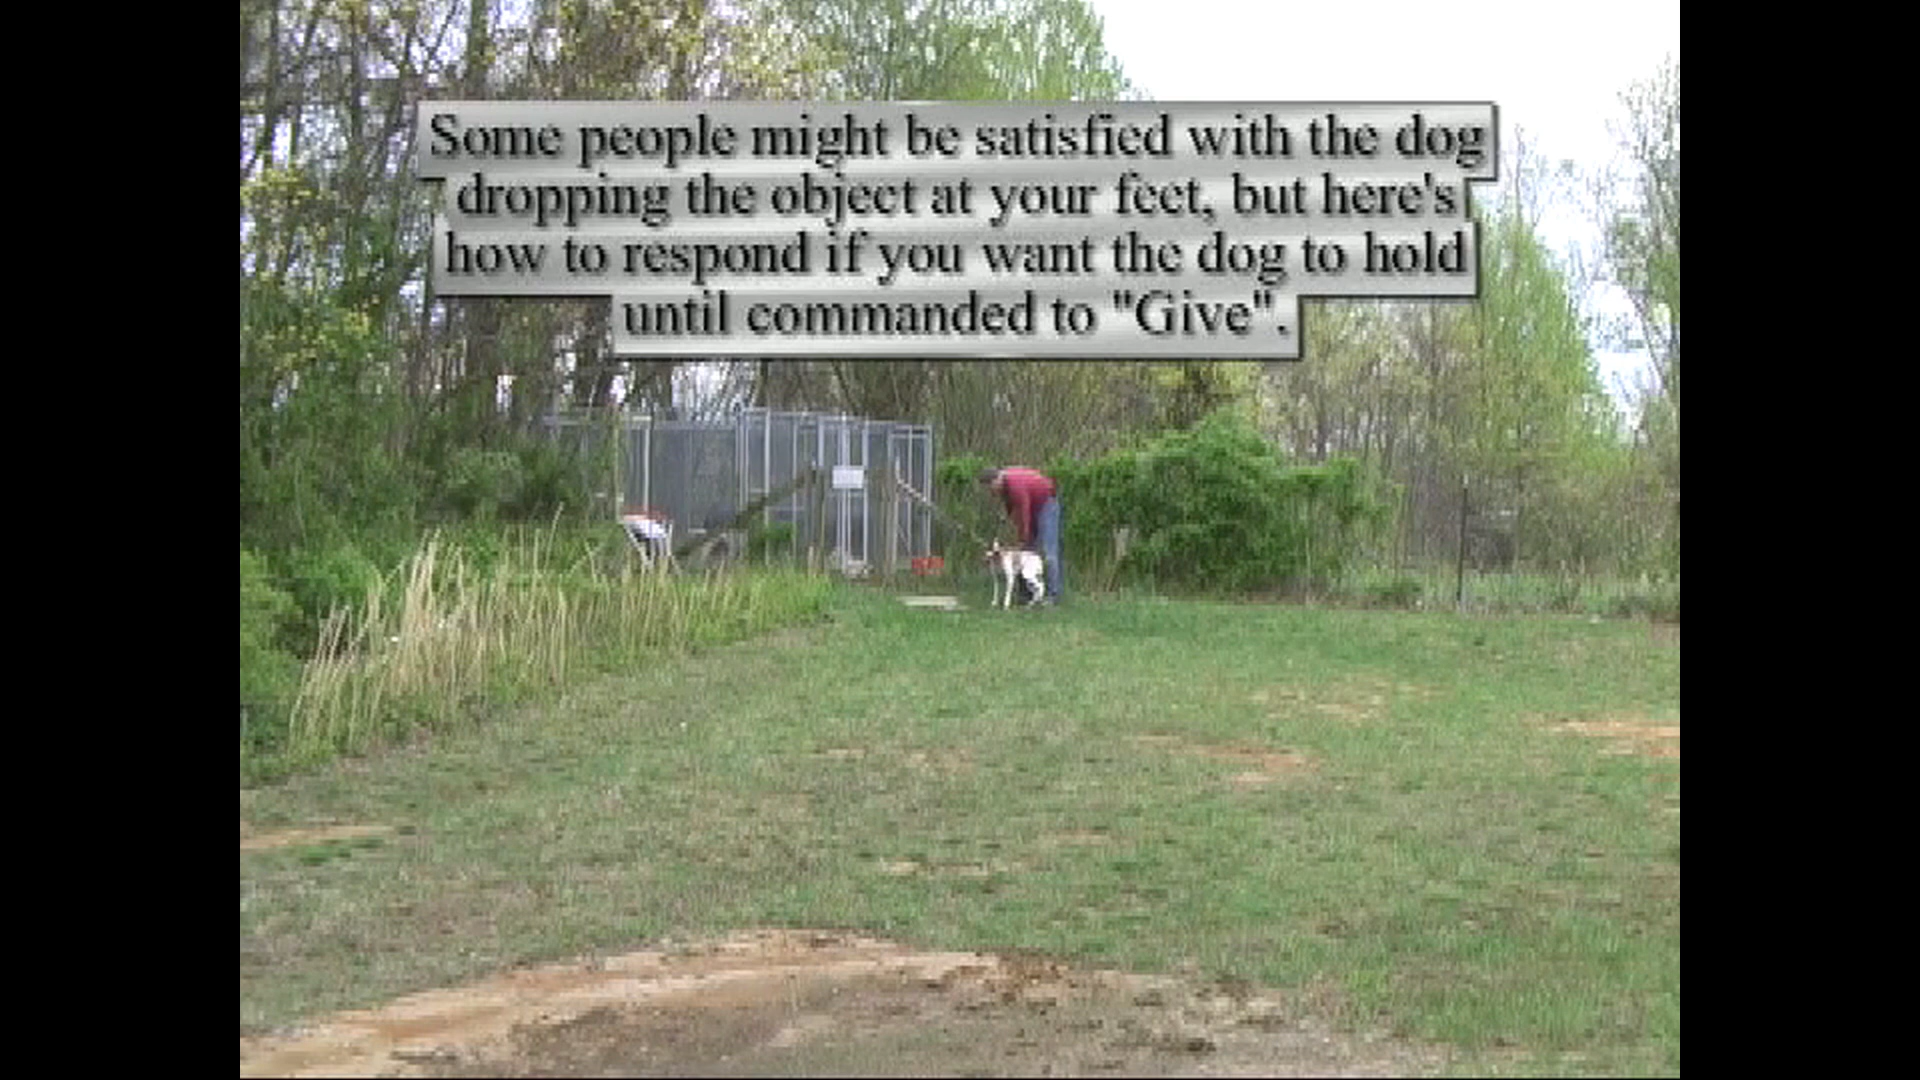 Some people might be satisfied with the dog
dropping the object at your feet, but here's
how to respond if you want the dog to hold
until commanded to "Give".